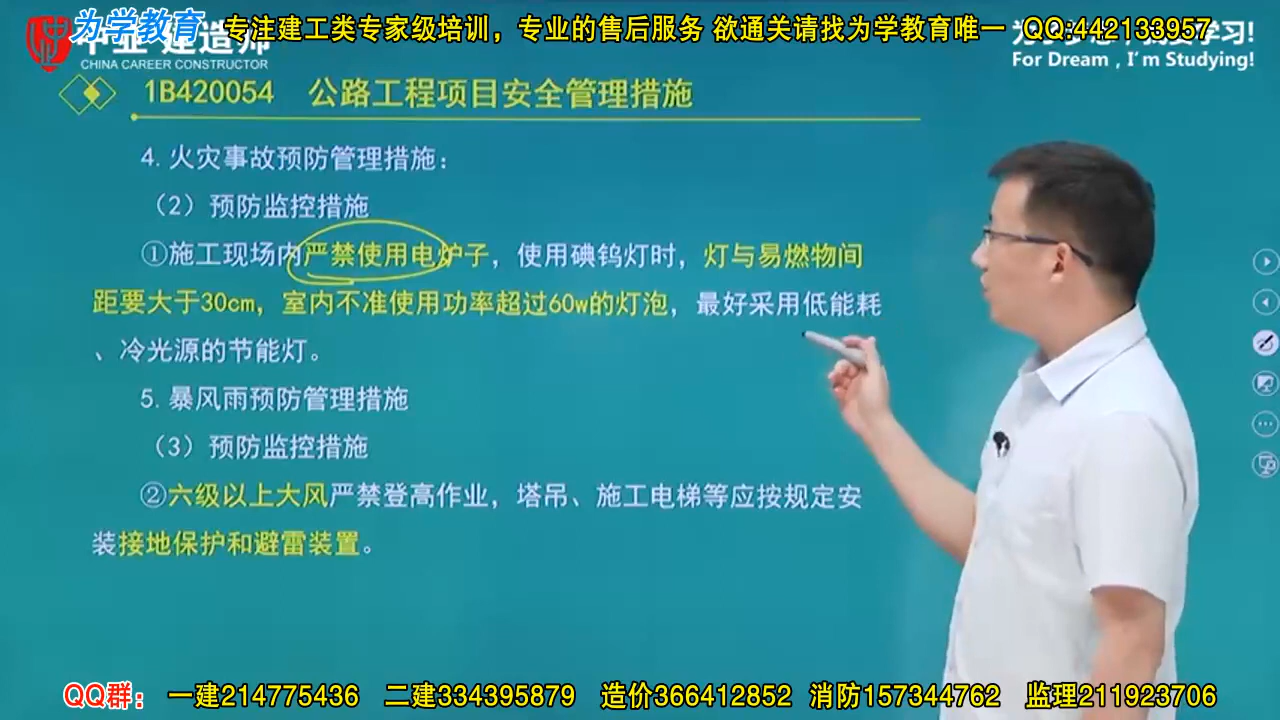 为学教育 专注建工类专家级培训，专业的售后服务 欲通关请找为学教育唯一 QQ:442133957
CHINA CAREER CONSTRUCTOR
For Dream , I'm Studying!
1B420054 公路工程项目安全管理措施
4. 火灾事故预防管理措施：
（2）预防监控措施
①施工现场内严禁使用电炉子，使用碘钨灯时，灯与易燃物间
距要大于30cm，室内不准使用功率超过60w的灯泡，最好采用低能耗
、冷光源的节能灯。
5. 暴风雨预防管理措施
（3）预防监控措施
②六级以上大风严禁登高作业，塔吊、施工电梯等应按规定安
装接地保护和避雷装置。
QQ群： 一建214775436 二建334395879 造价366412852 消防157344762 监理211923706